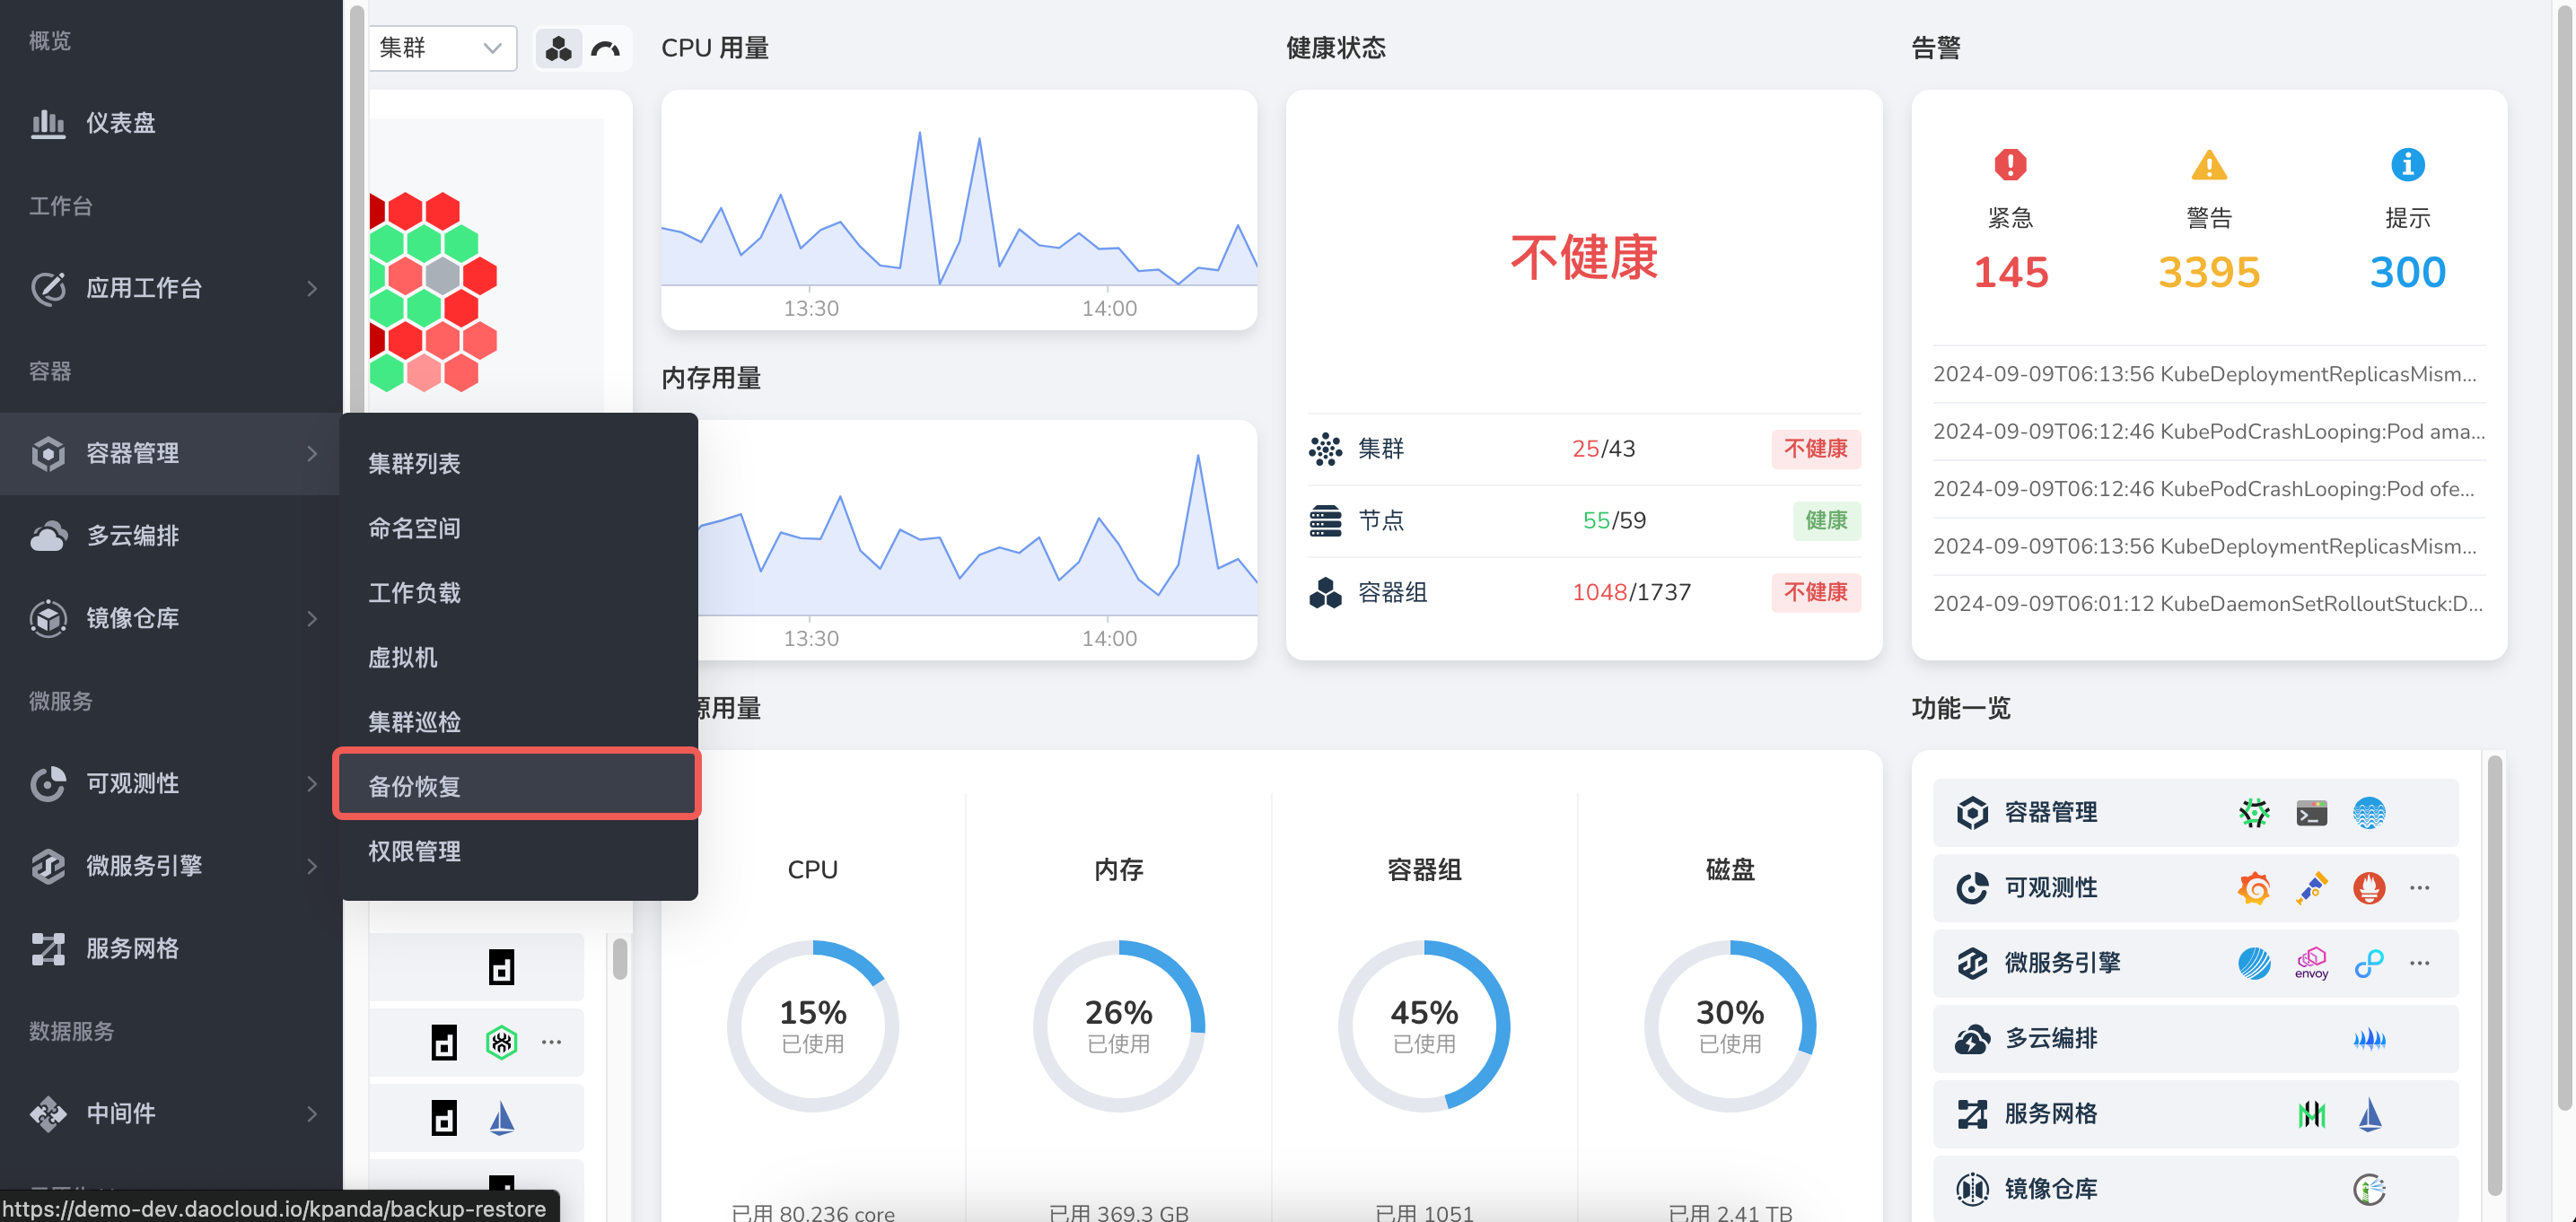 概览
仪表盘
工作台
应用工作台
容器
容器管理
多云编排
镜像仓库
微服务
可观测性
微服务引擎
服务网格
数据服务
中间件
https://demo-dev.daocloud.io/kpanda/backup-restore
集群列表
命名空间
工作负载
虚拟机
集群巡检
备份恢复
权限管理
集群
CPU 用量
13:30
14:00
内存用量
13:30
14:00
健康状态
不健康
集群 25/43 不健康
节点 55/59 健康
容器组 1048/1737 不健康
告警
紧急 警告 提示
145 3395 300
2024-09-09T06:13:56 KubeDeploymentReplicasMism...
2024-09-09T06:12:46 KubePodCrashLooping:Pod ama...
2024-09-09T06:12:46 KubePodCrashLooping:Pod ofe...
2024-09-09T06:13:56 KubeDeploymentReplicasMism...
2024-09-09T06:01:12 KubeDaemonSetRolloutStuck:D...
源用量
CPU 内存 容器组 磁盘
15% 26% 45% 30%
已使用 已使用 已使用 已使用
已用 80.236 core 已用 369.3 GB 已用 1051 已用 2.41 TB
功能一览
容器管理
可观测性 ...
微服务引擎 envoy ...
多云编排
服务网格
镜像仓库